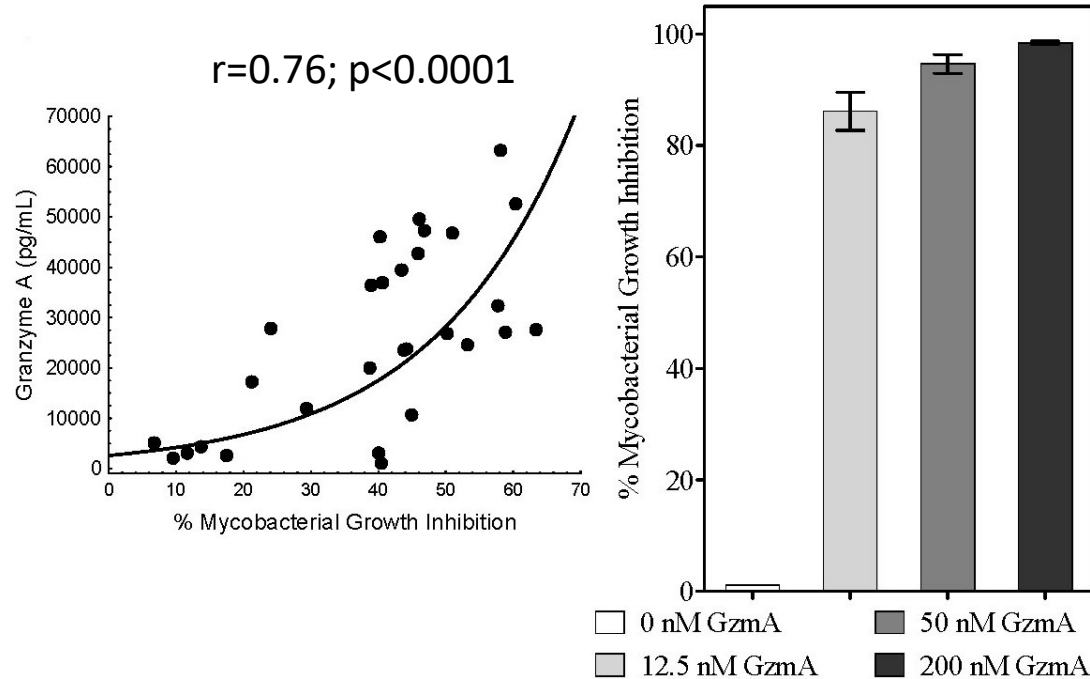 r=0.76; p<0.0001
Granzyme A (pg/mL)
70000
60000
50000
40000
30000
20000
10000
0
0 10 20 30 40 50 60 70
% Mycobacterial Growth Inhibition
% Mycobacterial Growth Inhibition
100
80
60
40
20
0
0 nM GzmA
50 nM GzmA
12.5 nM GzmA
200 nM GzmA